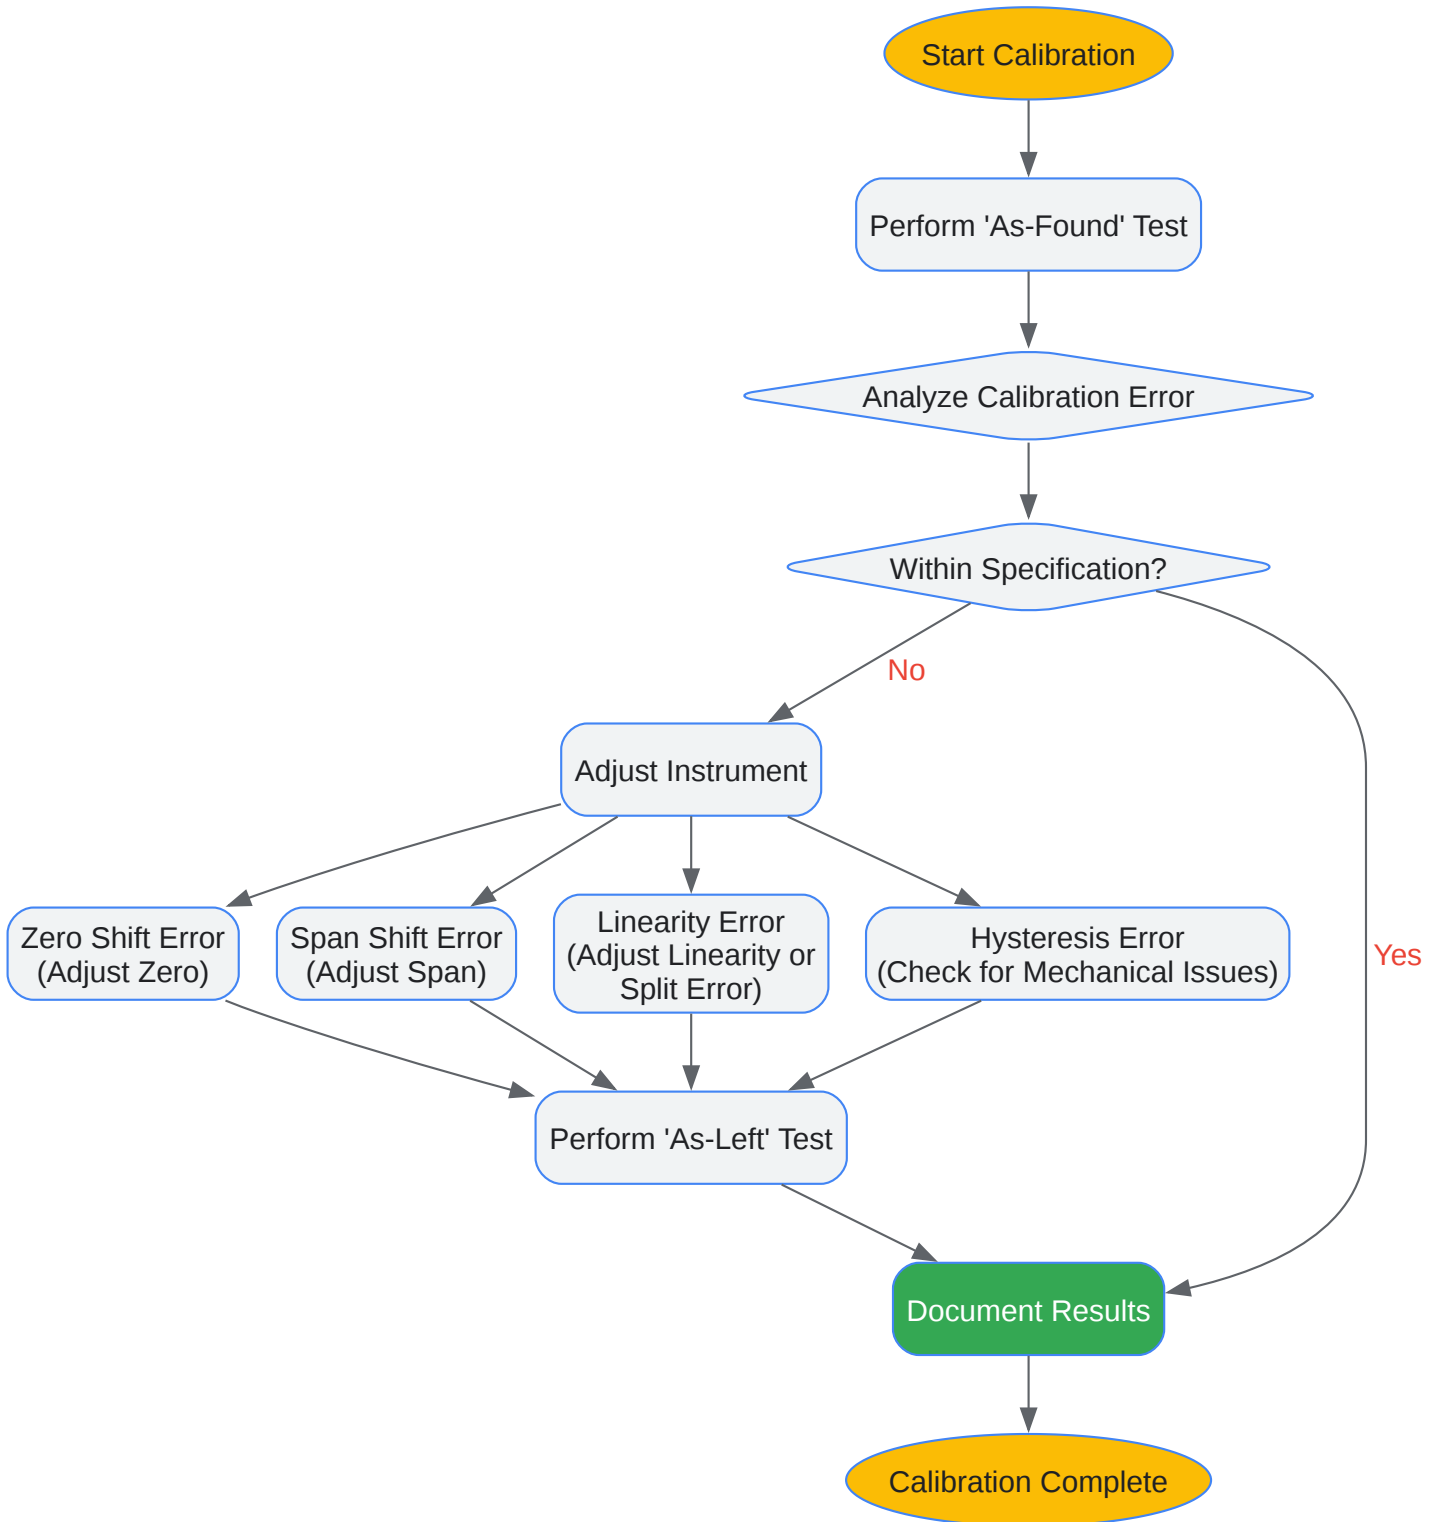 Start Calibration
Perform 'As-Found' Test
Analyze Calibration Error
Within Specification?
No
Adjust Instrument
Zero Shift Error
(Adjust Zero)
Span Shift Error
(Adjust Span)
Linearity Error
(Adjust Linearity or
Split Error)
Hysteresis Error
(Check for Mechanical Issues)
Yes
Perform 'As-Left' Test
Document Results
Calibration Complete